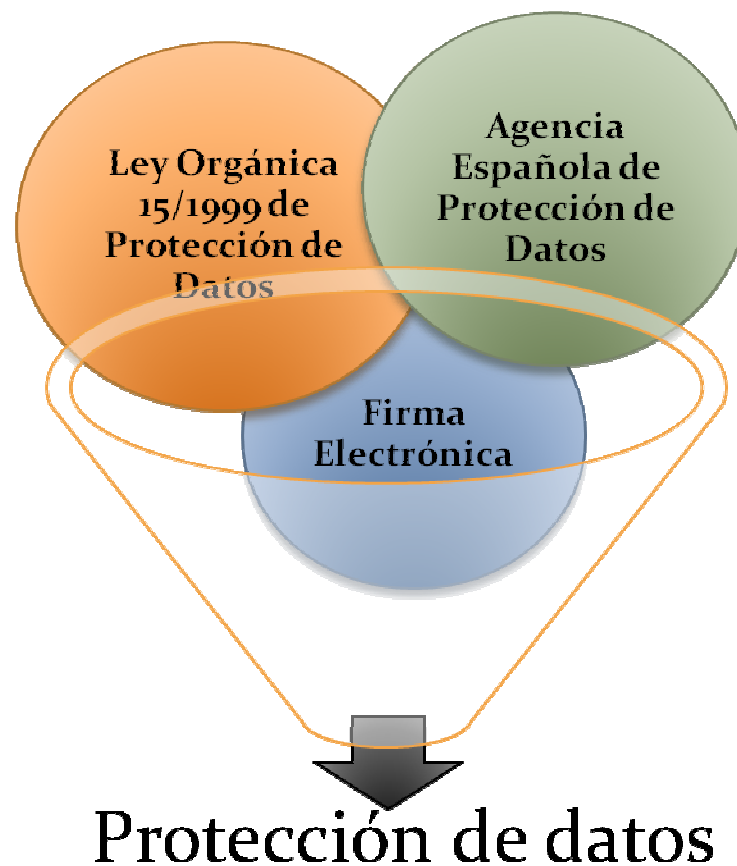 Ley Orgánica
15/1999 de
Protección de
Datos
Agencia
Española de
Protección de
Datos
Firma
Electrónica
Protección de datos